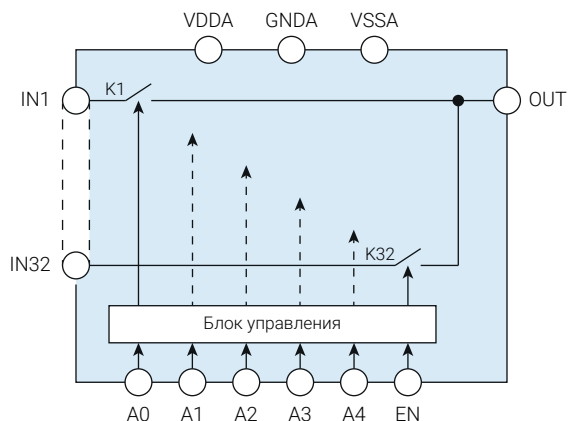 VDDA GNDA VSSA
IN1 K1 OUT
IN32 K32
Блок управления
A0 A1 A2 A3 A4 EN